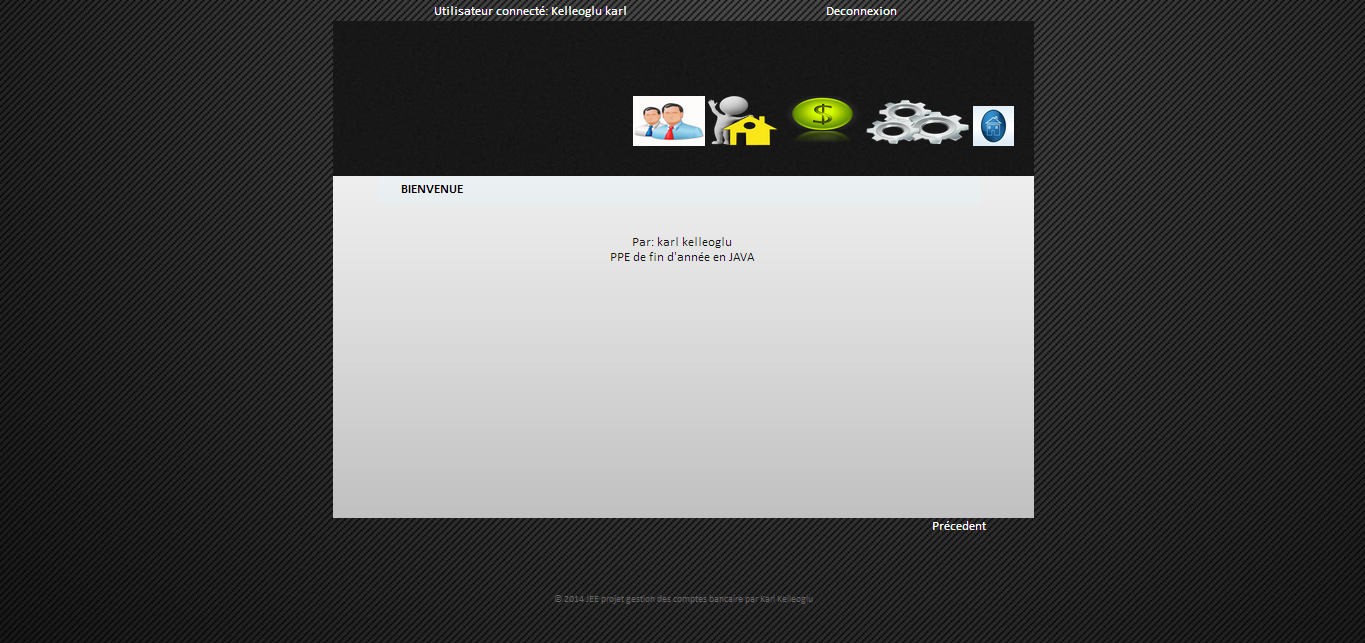 Utilisateur connecté: Kelleoglu karl Deconnexion
BIENVENUE
Par: karl kelleoglu
PPE de fin d'année en JAVA
Précedent
© 2014 JEE projet gestion des comptes bancaire par Karl Kelleoglu